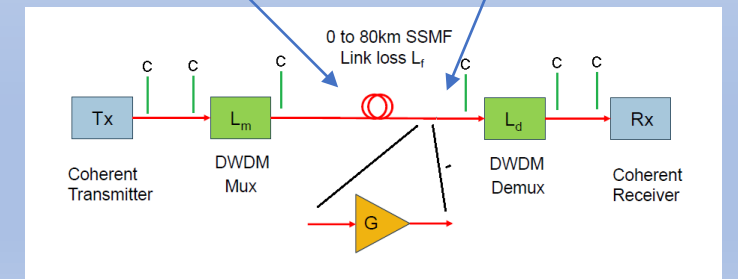 0 to 80km SSMF
Link loss Lf
C C C C C C
Tx Lm Ld Rx
Coherent
Transmitter
DWDM
Mux
DWDM
Demux
Coherent
Receiver
G